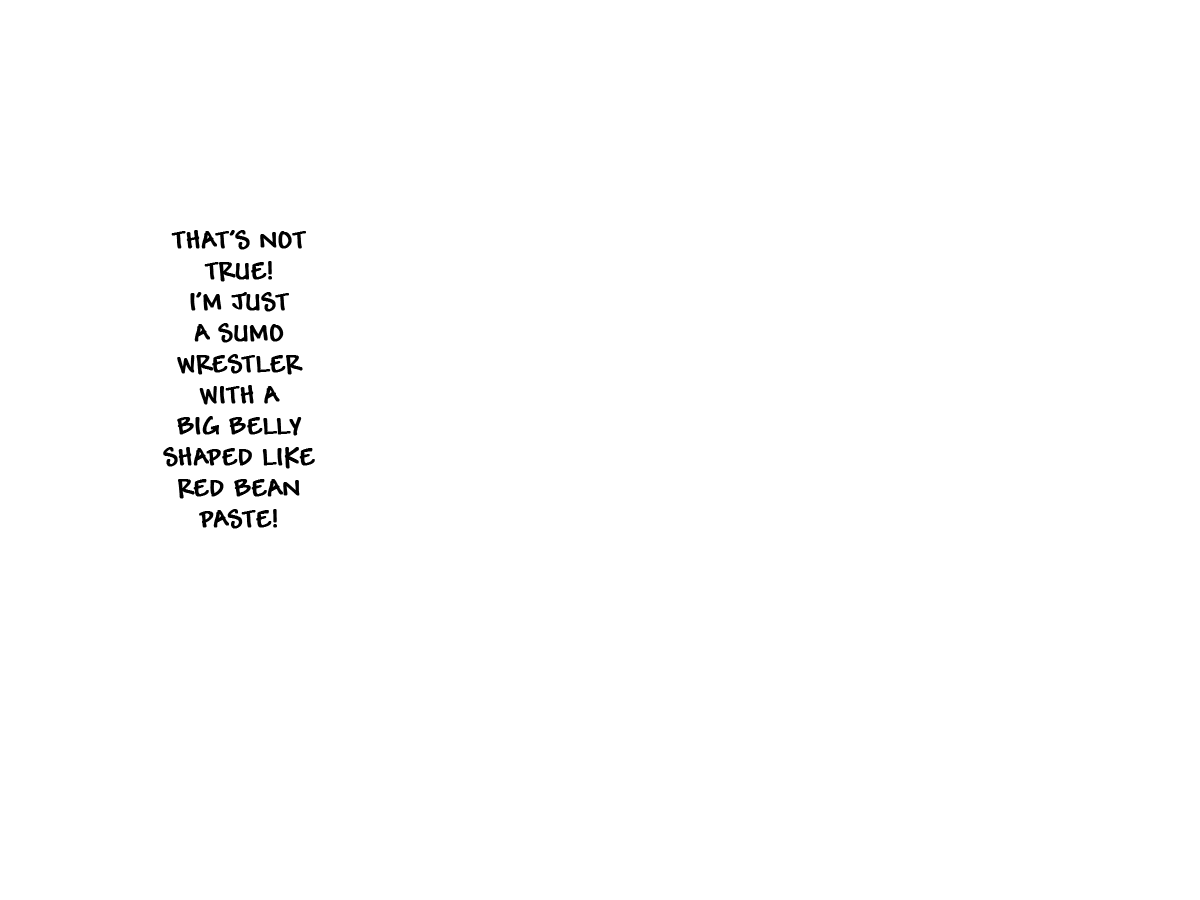 THAT'S NOT
TRUE!
I'M JUST
A SUMO
WRESTLER
WITH A
BIG BELLY
SHAPED LIKE
RED BEAN
PASTE!